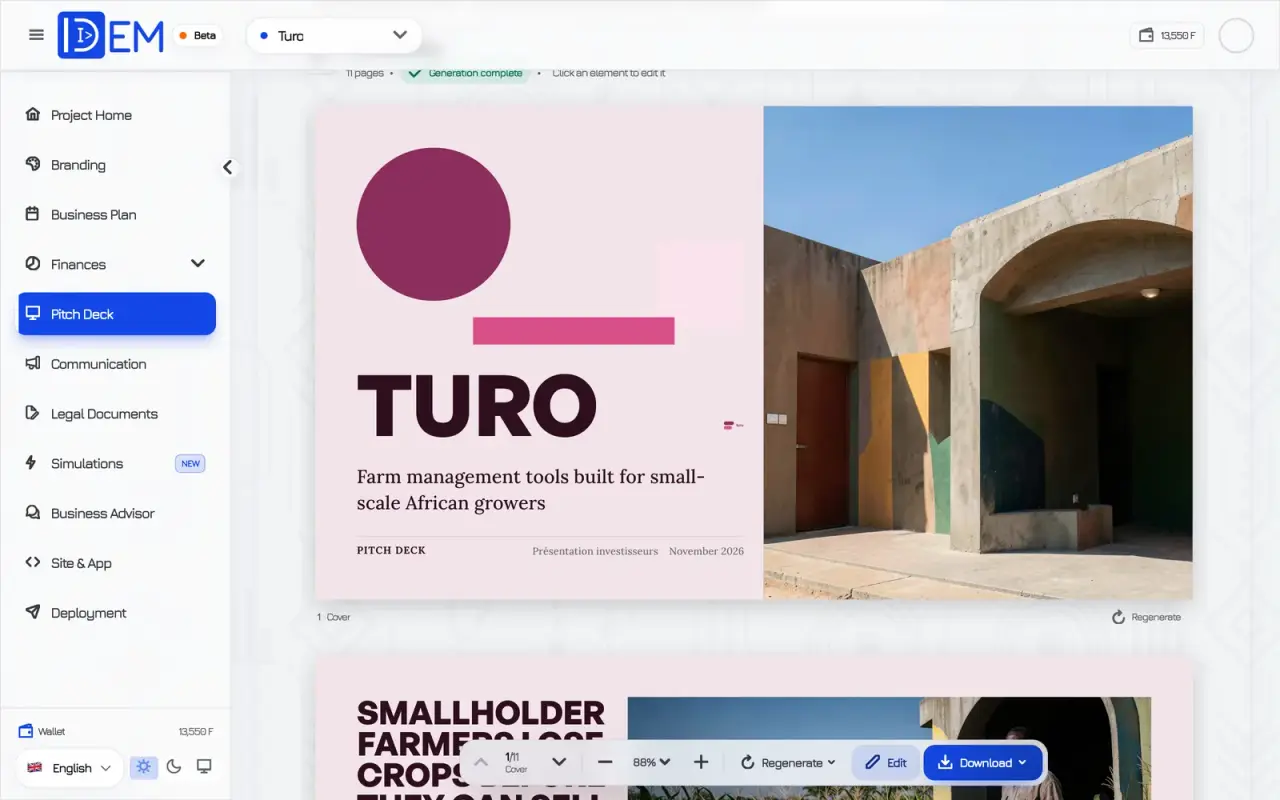 DEM
Beta
Turo
13,550 F
11 pages • Generation complete • Click an element to edit it
Project Home
Branding
Business Plan
Finances
Pitch Deck
Communication
Legal Documents
Simulations NEW
Business Advisor
Site & App
Deployment
Wallet 13,550 F
English
TURO
Farm management tools built for small-
scale African growers
PITCH DECK Présentation investisseurs November 2026
1 Cover Regenerate
SMALLHOLDER
FARMERS LOSE
CROPS BEFORE
THEY CAN SELL
1/11
Cover
88%
Regenerate
Edit
Download